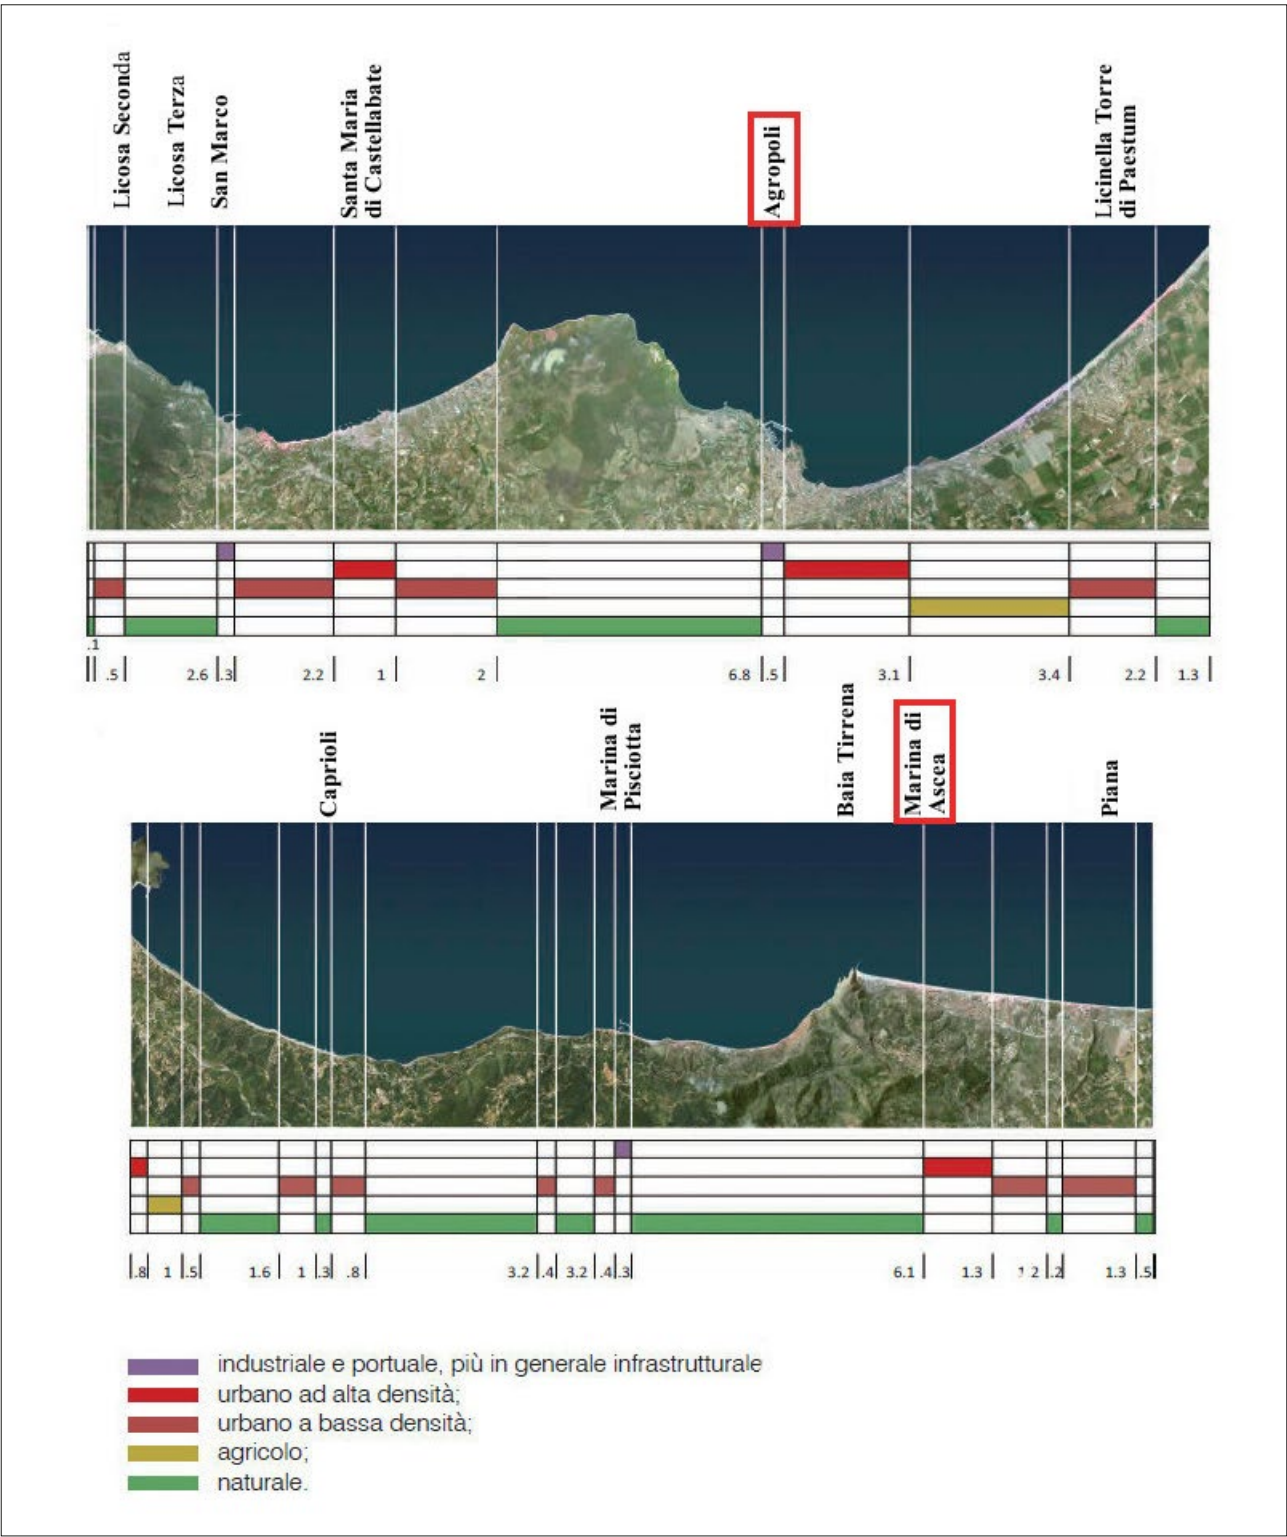 Licosa Seconda
Licosa Terza
San Marco
Santa Maria
di Castellabate
Agropoli
Licinella Torre
di Paestum
.1
.5 2.6 .3 2.2 1 2 6.8 .5 3.1 3.4 2.2 1.3
Caprioli
Marina di
Pisciotta
Baia Tirrena
Marina di
Ascea
Piana
.8 1 .5 1.6 1 .3 .8 3.2 .4 3.2 .4 .3 6.1 1.3 2 .2 1.3 .5
industriale e portuale, più in generale infrastrutturale
urbano ad alta densità;
urbano a bassa densità;
agricolo;
naturale.